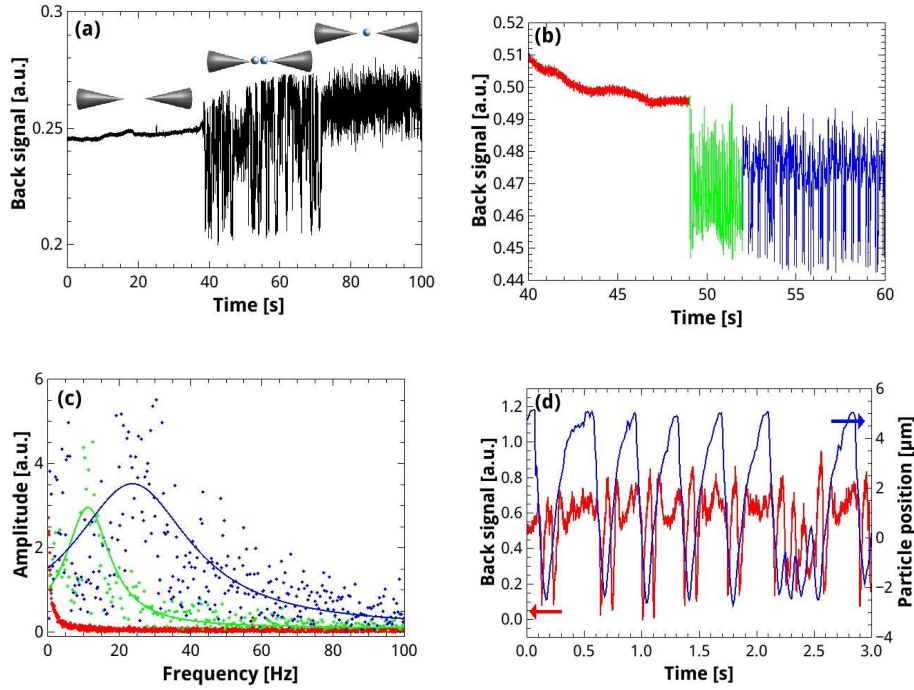 (a)
0.3
0.25
0.2
Back signal [a.u.]
0 20 40 60 80 100
Time [s]
(b)
0.52
0.51
0.50
0.49
0.48
0.47
0.46
0.45
0.44
Back signal [a.u.]
40 45 50 55 60
Time [s]
(c)
6
4
2
0
Amplitude [a.u.]
0 20 40 60 80 100
Frequency [Hz]
(d)
1.2
1.0
0.8
0.6
0.4
0.2
0.0
Back signal [a.u.]
6
4
2
0
−2
−4
Particle position [µm]
0.0 0.5 1.0 1.5 2.0 2.5 3.0
Time [s]